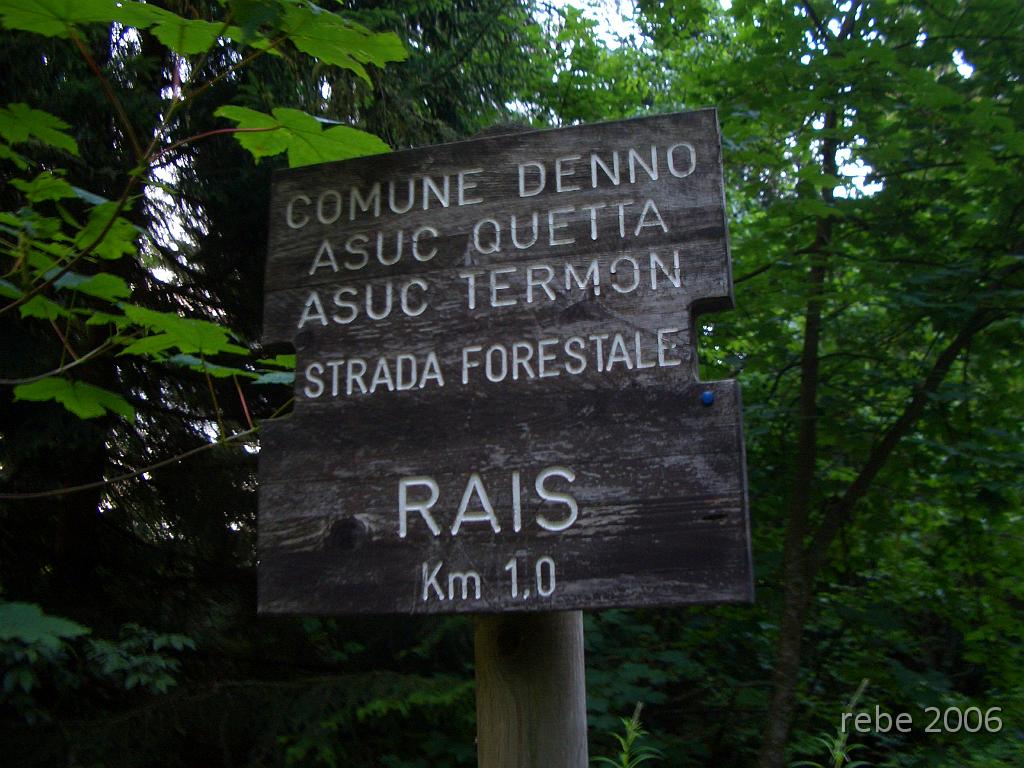 COMUNE DENNO
ASUC QUETTA
ASUC TERMON
STRADA FORESTALE
RAIS
Km 1,0
rebe 2006